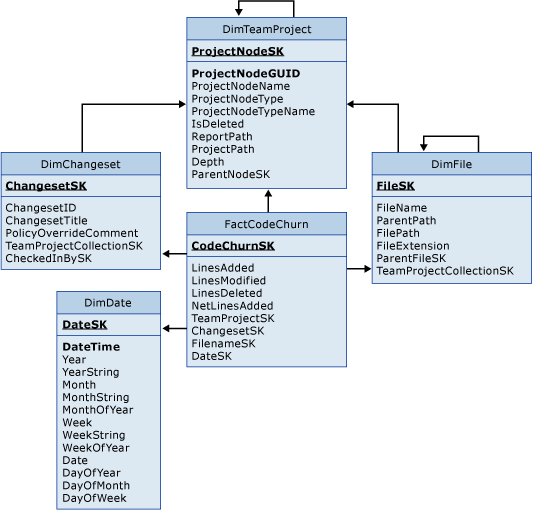 DimTeamProject
ProjectNodeSK
ProjectNodeGUID
ProjectNodeName
ProjectNodeType
ProjectNodeTypeName
IsDeleted
ReportPath
ProjectPath
Depth
ParentNodeSK
DimChangeset
ChangesetSK
ChangesetID
ChangesetTitle
PolicyOverrideComment
TeamProjectCollectionSK
CheckedInBySK
DimFile
FileSK
FileName
ParentPath
FilePath
FileExtension
ParentFileSK
TeamProjectCollectionSK
FactCodeChurn
CodeChurnSK
LinesAdded
LinesModified
LinesDeleted
NetLinesAdded
TeamProjectSK
ChangesetSK
FilenameSK
DateSK
DimDate
DateSK
DateTime
Year
YearString
Month
MonthString
MonthOfYear
Week
WeekString
WeekOfYear
Date
DayOfYear
DayOfMonth
DayOfWeek